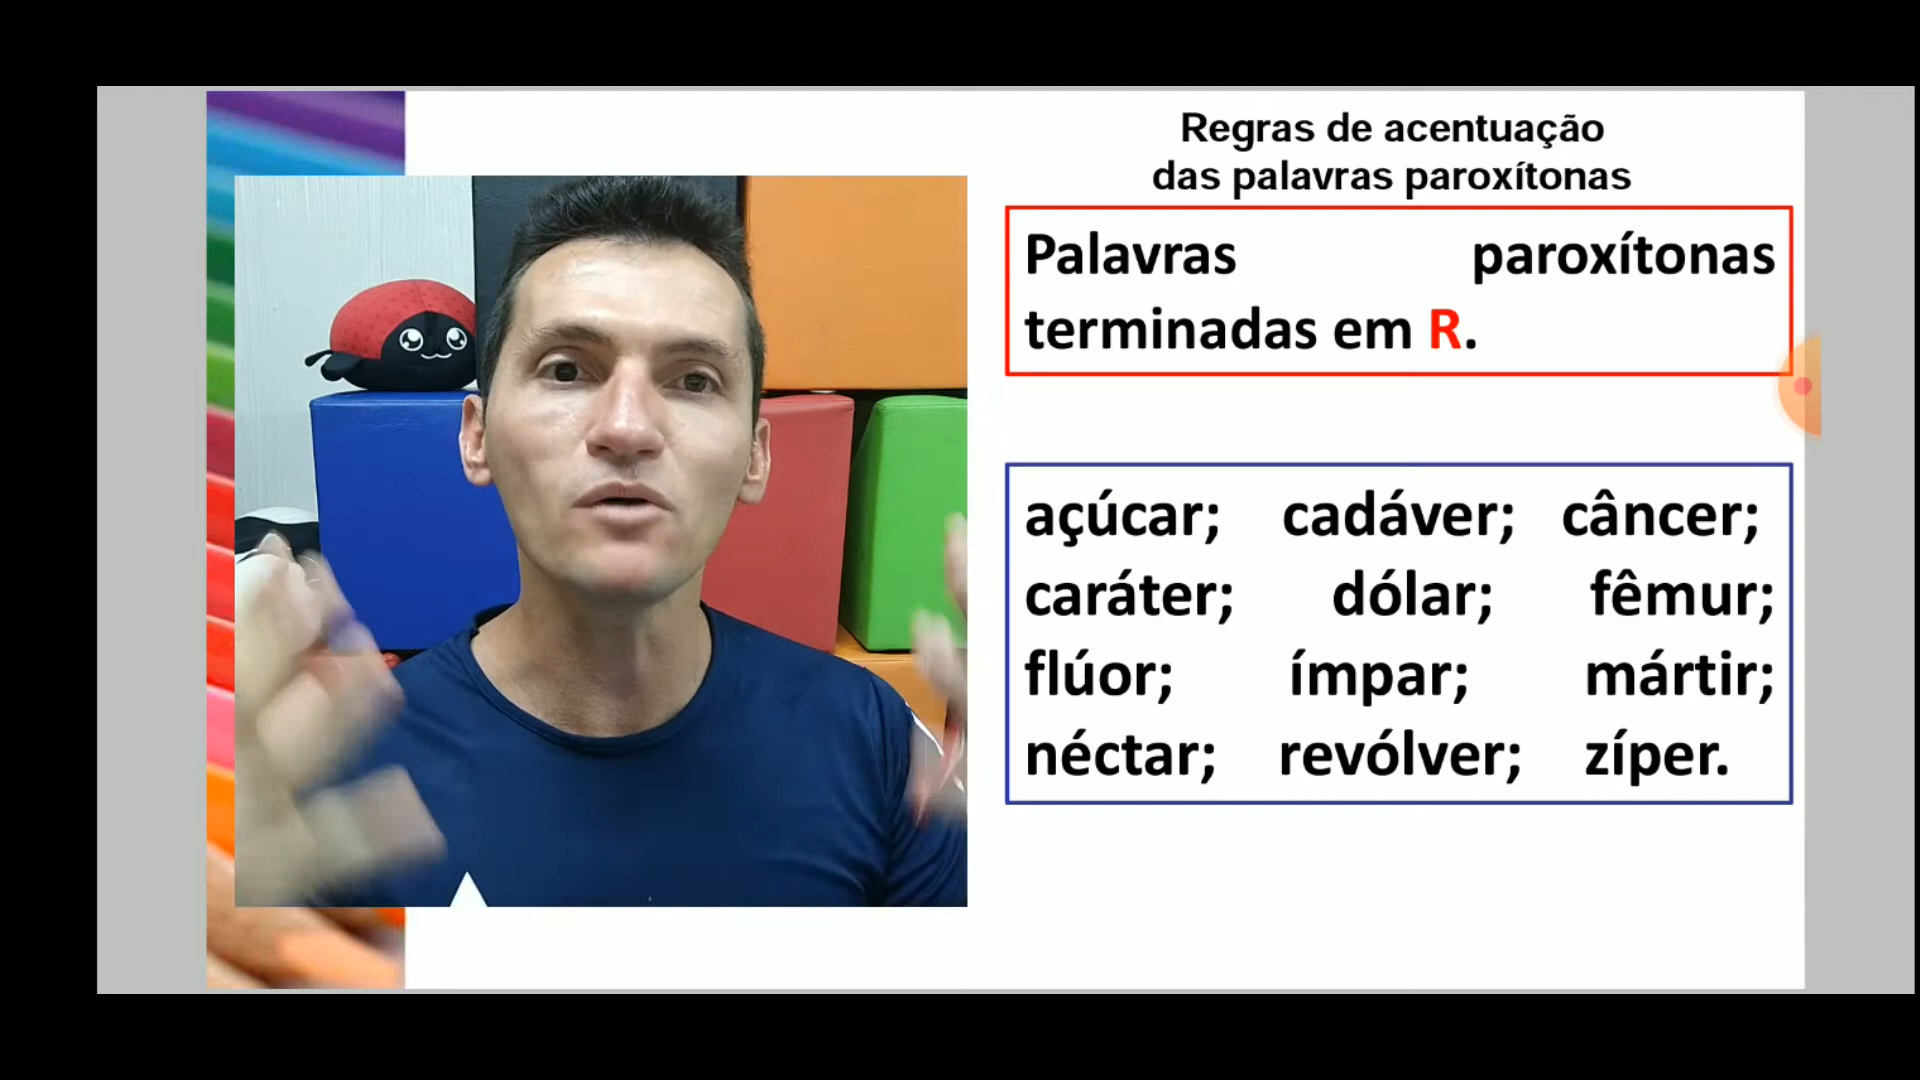 Regras de acentuação
das palavras paroxítonas
Palavras paroxítonas
terminadas em R.
açúcar; cadáver; câncer;
caráter; dólar; fêmur;
flúor; ímpar; mártir;
néctar; revólver; zíper.